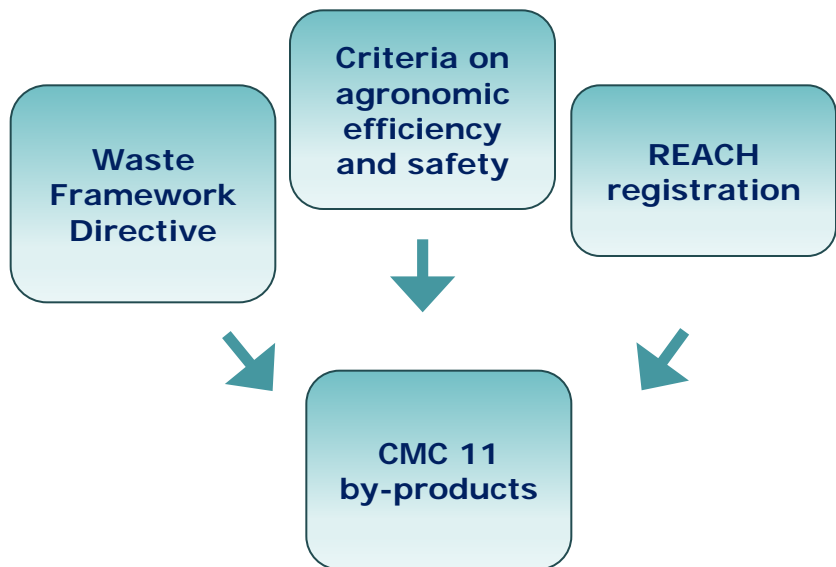 Criteria on
agronomic
efficiency
and safety
Waste
Framework
Directive
REACH
registration
CMC 11
by-products